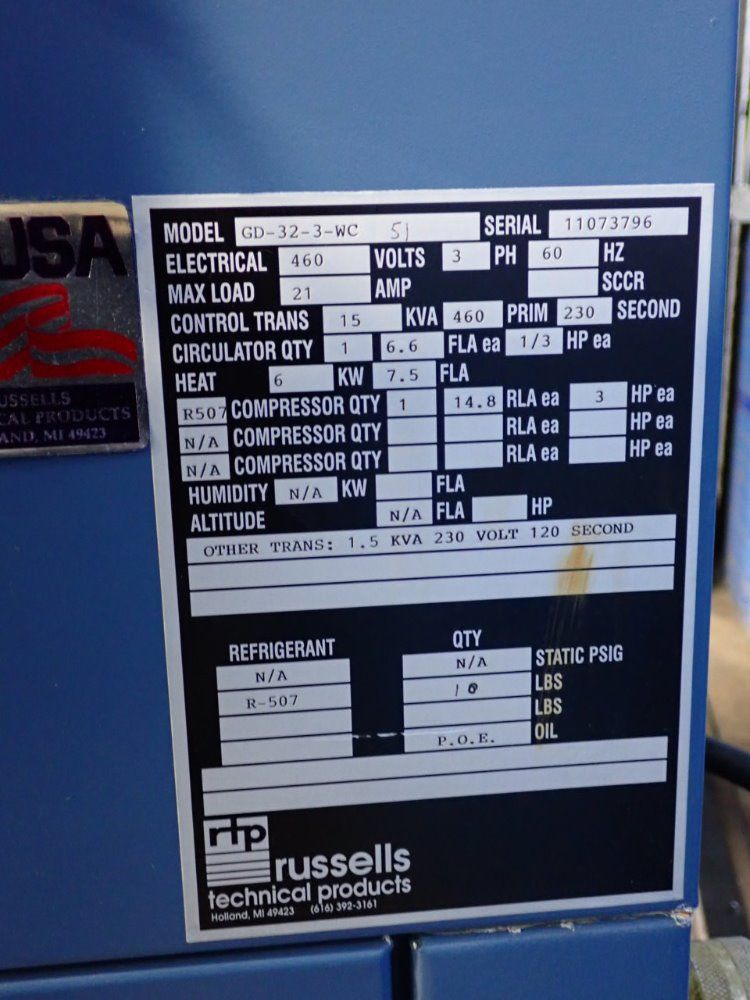 USA
USSELLS
CAL PRODUCTS
AND, MI 49423
MODEL GD-32-3-WC 5J SERIAL 11073796
ELECTRICAL 460 VOLTS 3 PH 60 HZ
MAX LOAD 21 AMP SCCR
CONTROL TRANS 15 KVA 460 PRIM 230 SECOND
CIRCULATOR QTY 1 6.6 FLA ea 1/3 HP ea
HEAT 6 KW 7.5 FLA
R507 COMPRESSOR QTY 1 14.8 RLA ea 3 HP ea
N/A COMPRESSOR QTY RLA ea HP ea
N/A COMPRESSOR QTY RLA ea HP ea
HUMIDITY N/A KW FLA
ALTITUDE N/A FLA HP
OTHER TRANS: 1.5 KVA 230 VOLT 120 SECOND
REFRIGERANT QTY
N/A N/A STATIC PSIG
R-507 10 LBS
LBS
P.O.E. OIL
rtp
russells
technical products
Holland, MI 49423 (616) 392-3161